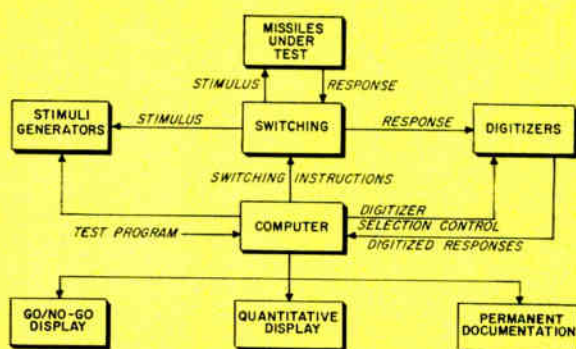 MISSILES
UNDER
TEST
STIMULUS
RESPONSE
STIMULI
GENERATORS
STIMULUS
SWITCHING
RESPONSE
DIGITIZERS
SWITCHING INSTRUCTIONS
TEST PROGRAM
COMPUTER
DIGITIZER
SELECTION CONTROL
DIGITIZED RESPONSES
GO/NO-GO
DISPLAY
QUANTITATIVE
DISPLAY
PERMANENT
DOCUMENTATION